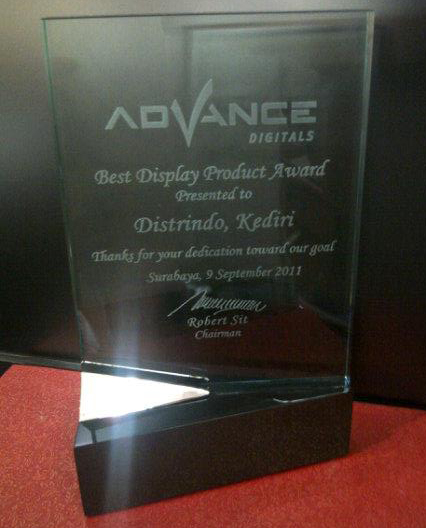 ADVANCE
DIGITALS
Best Display Product Award
Presented to
Distrindo, Kediri
Thanks for your dedication toward our goal
Surabaya, 9 September 2011
Robert Sit
Chairman